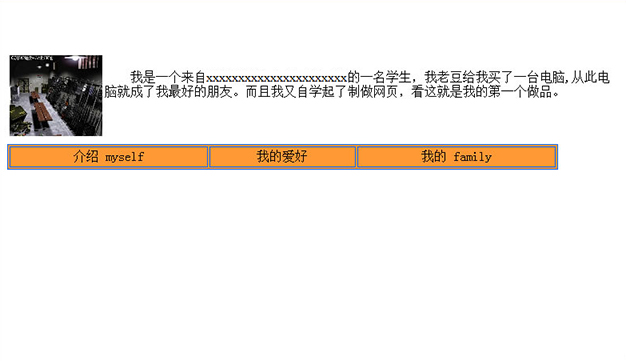 我是一个来自xxxxxxxxxxxxxxxxxxxxxx的一名学生，我老豆给我买了一台电脑,从此电
脑就成了我最好的朋友。而且我又自学起了制做网页，看这就是我的第一个做品。
介绍 myself 我的爱好 我的 family